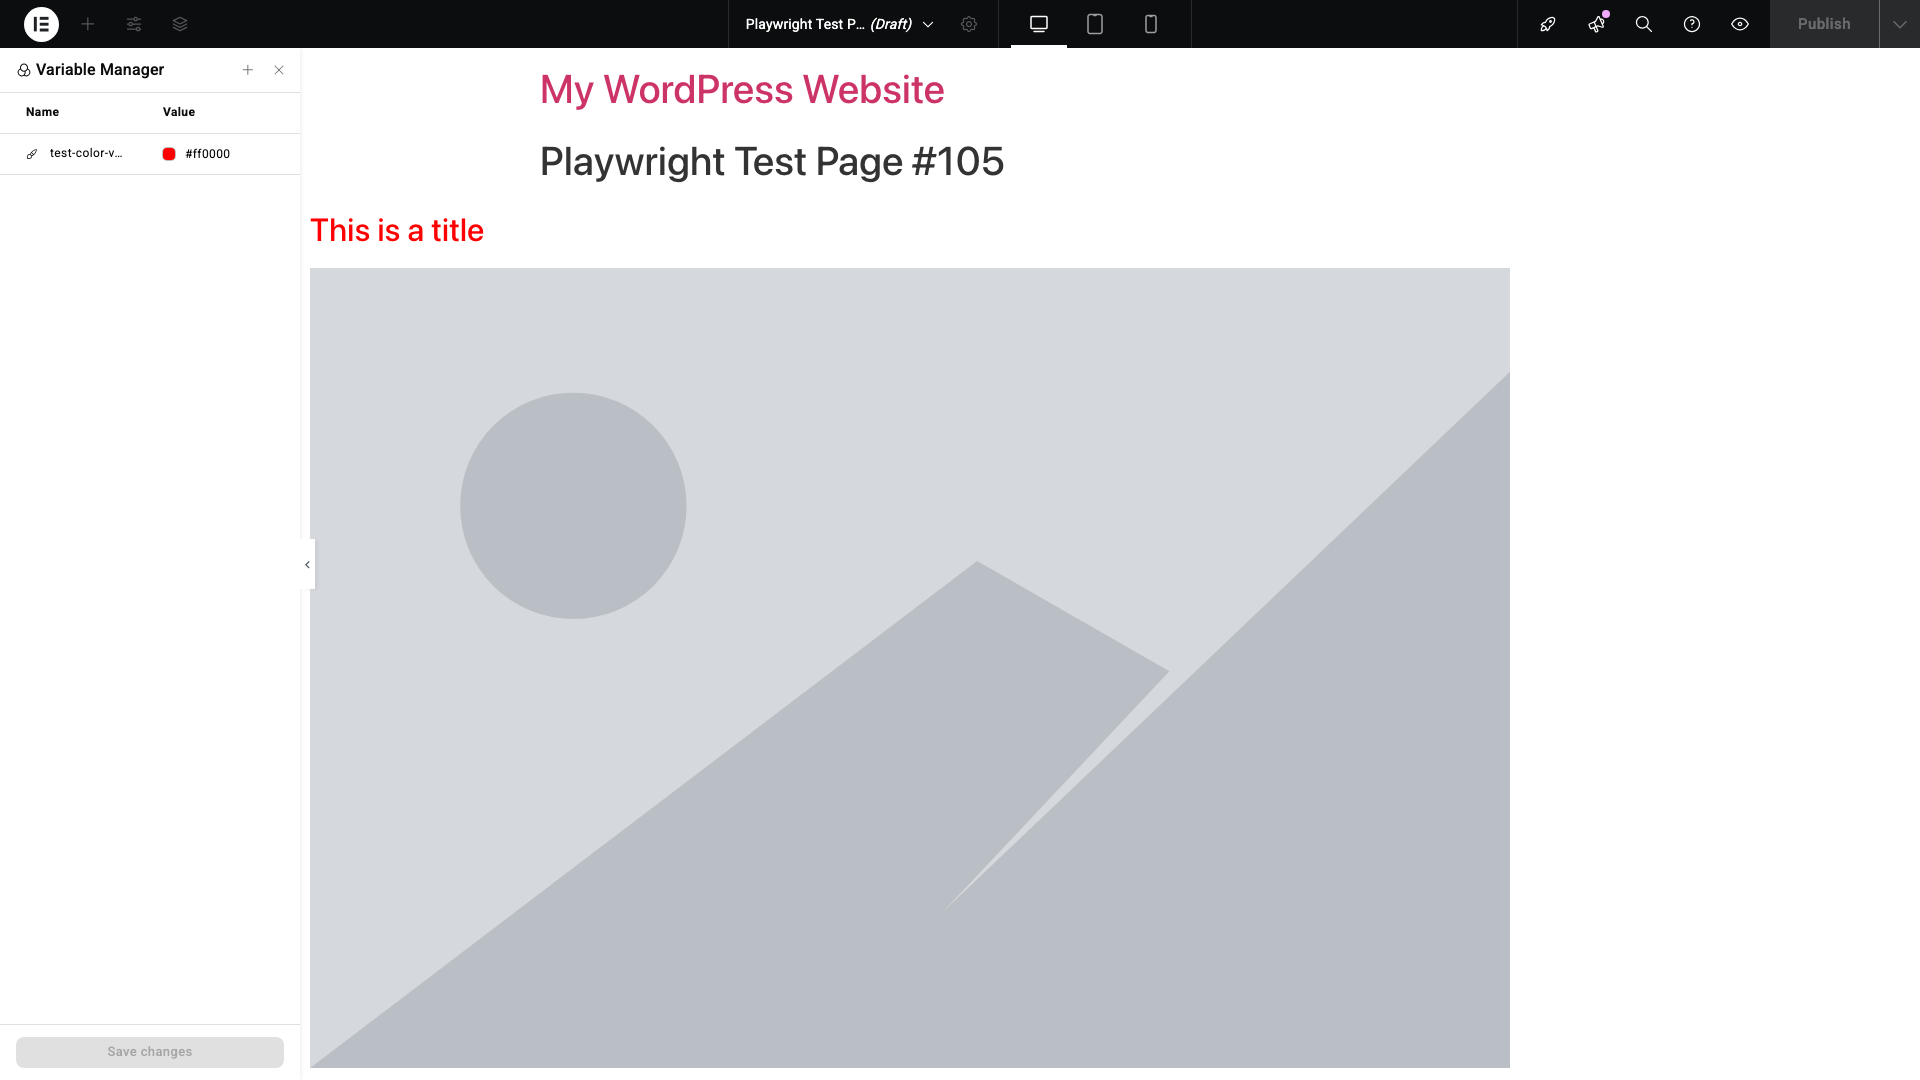 Playwright Test P... (Draft)
Publish
Variable Manager
Name Value
test-color-v... #ff0000
My WordPress Website
Playwright Test Page #105
This is a title
Save changes